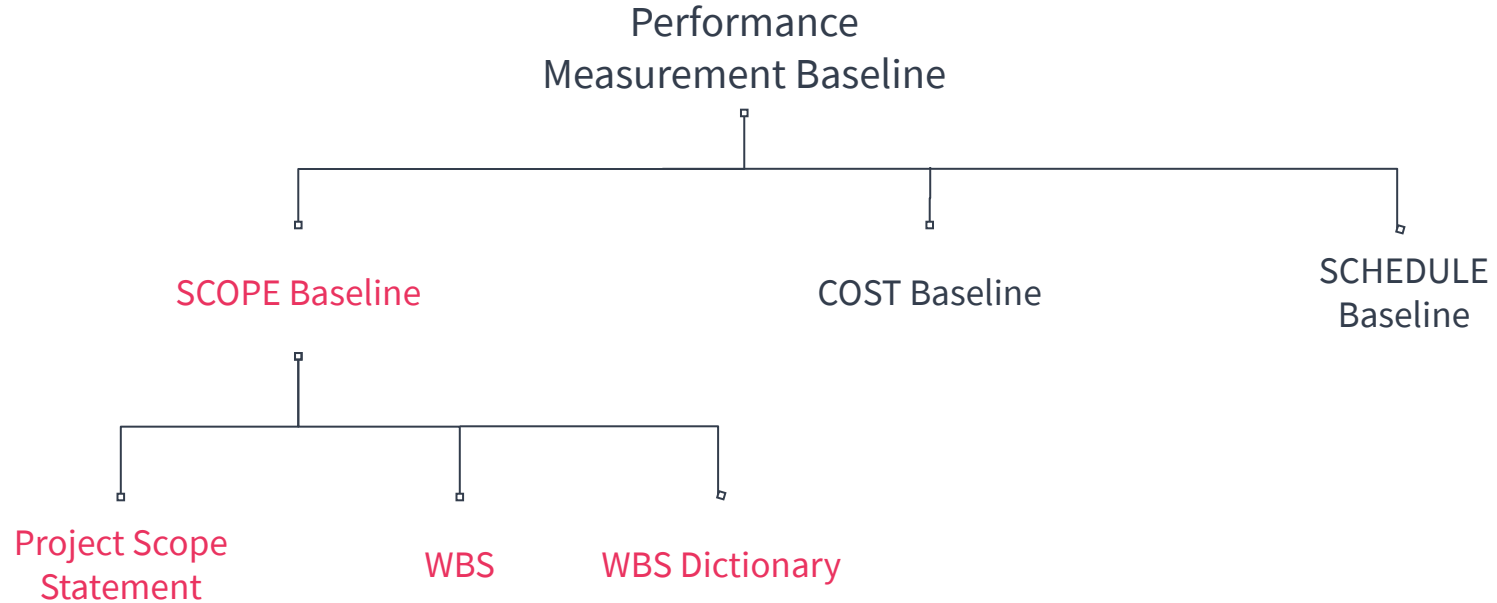 Performance
Measurement Baseline
SCOPE Baseline
COST Baseline
SCHEDULE
Baseline
Project Scope
Statement
WBS
WBS Dictionary